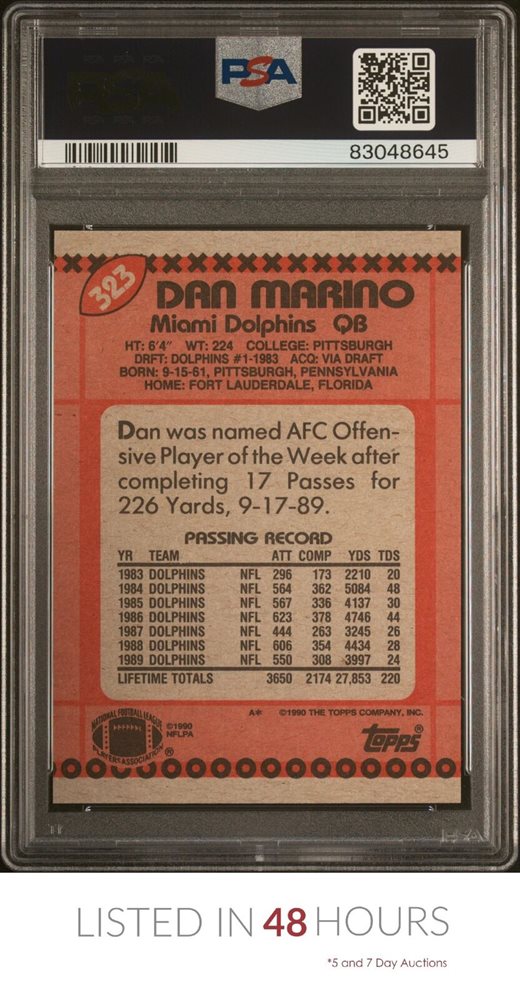 PSA
83048645
323
DAN MARINO
Miami Dolphins QB
HT: 6'4" WT: 224 COLLEGE: PITTSBURGH
DRFT: DOLPHINS #1-1983 ACQ: VIA DRAFT
BORN: 9-15-61, PITTSBURGH, PENNSYLVANIA
HOME: FORT LAUDERDALE, FLORIDA
Dan was named AFC Offen-
sive Player of the Week after
completing 17 Passes for
226 Yards, 9-17-89.
PASSING RECORD
YR TEAM ATT COMP YDS TDS
1983 DOLPHINS NFL 296 173 2210 20
1984 DOLPHINS NFL 564 362 5084 48
1985 DOLPHINS NFL 567 336 4137 30
1986 DOLPHINS NFL 623 378 4746 44
1987 DOLPHINS NFL 444 263 3245 26
1988 DOLPHINS NFL 606 354 4434 28
1989 DOLPHINS NFL 550 308 3997 24
LIFETIME TOTALS 3650 2174 27,853 220
A* ©1990 THE TOPPS COMPANY, INC.
NATIONAL FOOTBALL LEAGUE
PLAYERS ASSOCIATION
®
©1990
NFLPA
topps
PSA
LISTED IN 48 HOURS
*5 and 7 Day Auctions